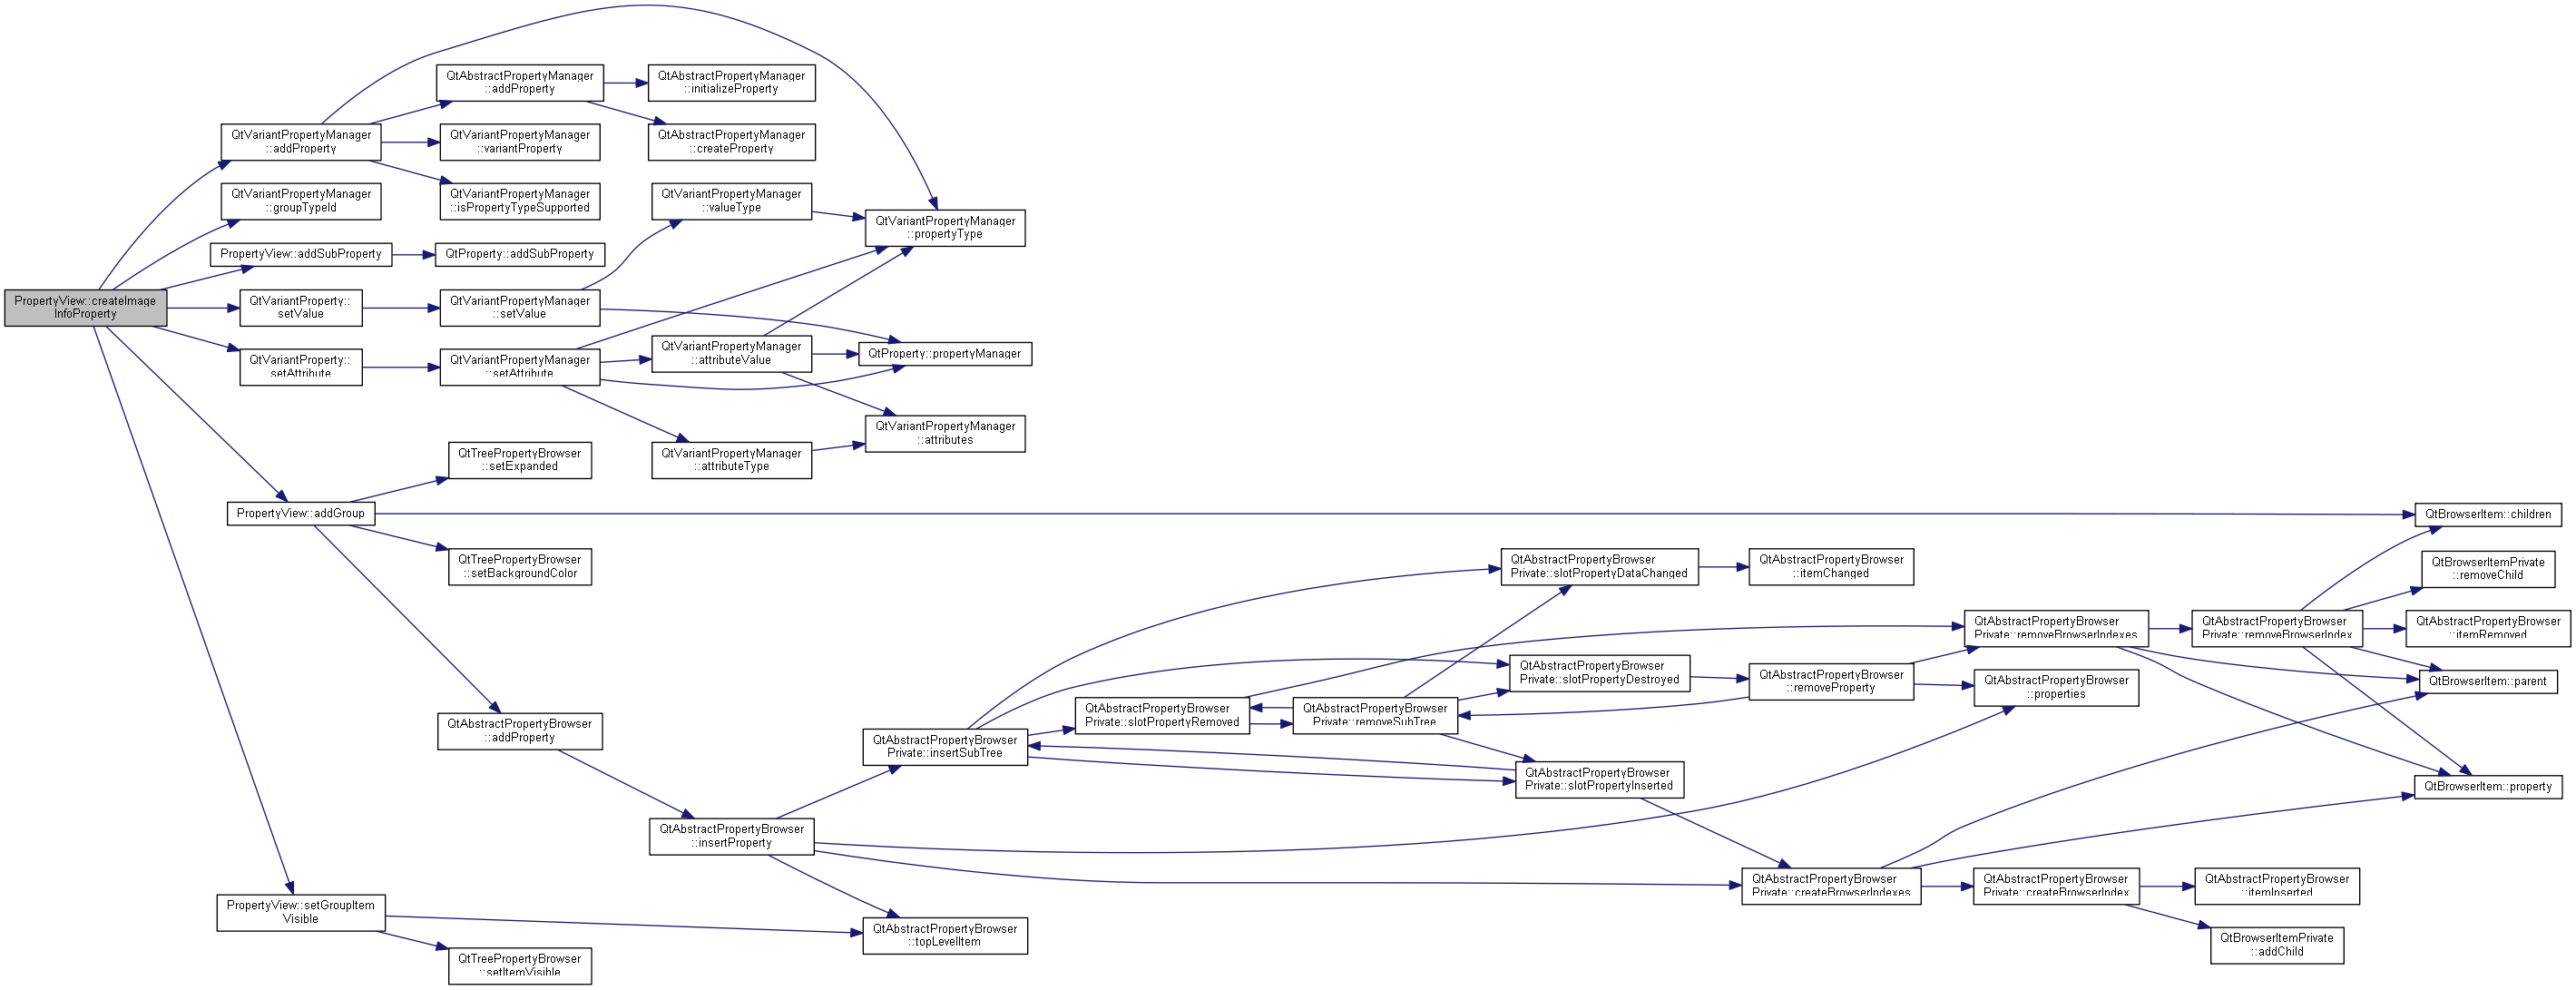 PropertyView::createImage
InfoProperty
QtVariantPropertyManager
::addProperty
QtVariantPropertyManager
::groupTypeId
PropertyView::addSubProperty
QtVariantProperty::
setValue
QtVariantProperty::
setAttribute
PropertyView::addGroup
PropertyView::setGroupItem
Visible
QtAbstractPropertyManager
::addProperty
QtVariantPropertyManager
::variantProperty
QtVariantPropertyManager
::isPropertyTypeSupported
QtProperty::addSubProperty
QtVariantPropertyManager
::setValue
QtVariantPropertyManager
::setAttribute
QtTreePropertyBrowser
::setExpanded
QtTreePropertyBrowser
::setBackgroundColor
QtAbstractPropertyBrowser
::addProperty
QtTreePropertyBrowser
::setItemVisible
QtAbstractPropertyManager
::initializeProperty
QtAbstractPropertyManager
::createProperty
QtVariantPropertyManager
::valueType
QtVariantPropertyManager
::attributeValue
QtVariantPropertyManager
::attributeType
QtAbstractPropertyBrowser
::insertProperty
QtVariantPropertyManager
::propertyType
QtProperty::propertyManager
QtVariantPropertyManager
::attributes
QtAbstractPropertyBrowser
Private::insertSubTree
QtAbstractPropertyBrowser
::topLevelItem
QtAbstractPropertyBrowser
Private::slotPropertyRemoved
QtAbstractPropertyBrowser
Private::removeSubTree
QtAbstractPropertyBrowser
Private::slotPropertyDataChanged
QtAbstractPropertyBrowser
Private::slotPropertyDestroyed
QtAbstractPropertyBrowser
Private::slotPropertyInserted
QtAbstractPropertyBrowser
::itemChanged
QtAbstractPropertyBrowser
::removeProperty
QtAbstractPropertyBrowser
Private::createBrowserIndexes
QtAbstractPropertyBrowser
Private::removeBrowserIndexes
QtAbstractPropertyBrowser
::properties
QtAbstractPropertyBrowser
Private::createBrowserIndex
QtAbstractPropertyBrowser
Private::removeBrowserIndex
QtAbstractPropertyBrowser
::itemInserted
QtBrowserItemPrivate
::addChild
QtBrowserItem::children
QtBrowserItemPrivate
::removeChild
QtAbstractPropertyBrowser
::itemRemoved
QtBrowserItem::parent
QtBrowserItem::property